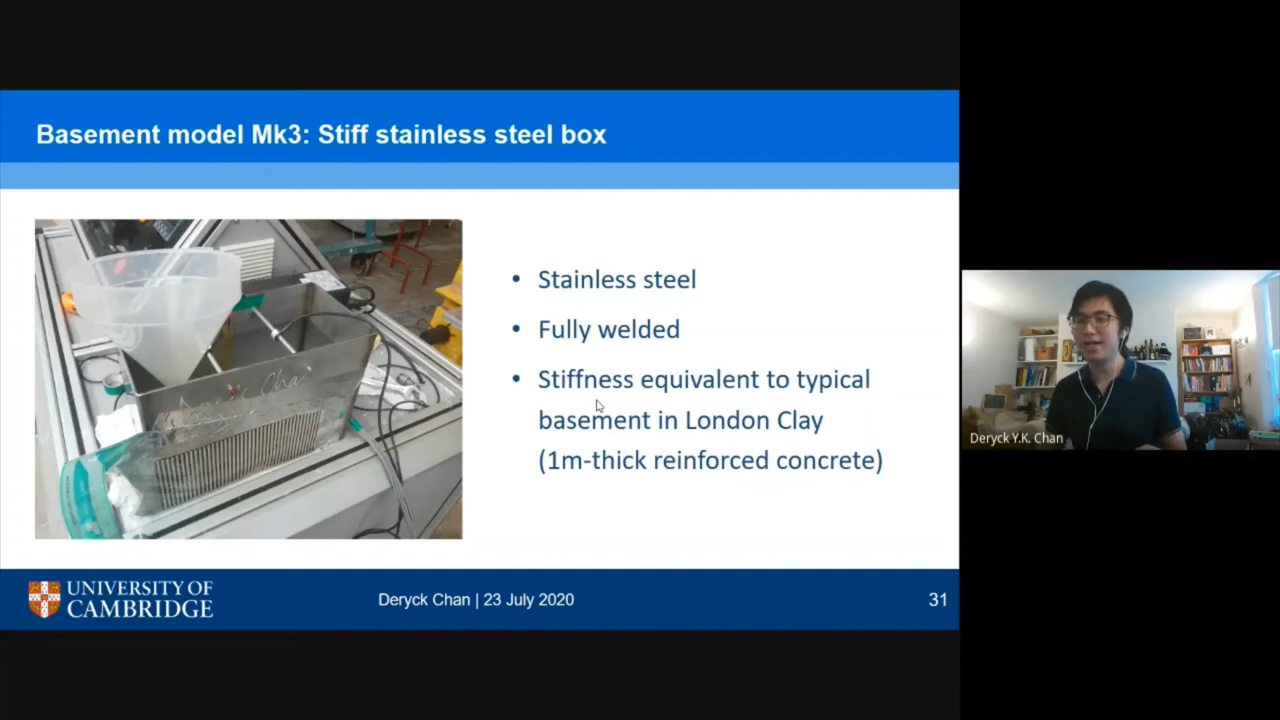 Basement model Mk3: Stiff stainless steel box
• Stainless steel
• Fully welded
• Stiffness equivalent to typical
basement in London Clay
(1m-thick reinforced concrete)
UNIVERSITY OF
CAMBRIDGE
Deryck Chan | 23 July 2020
31
Deryck Y.K. Chan